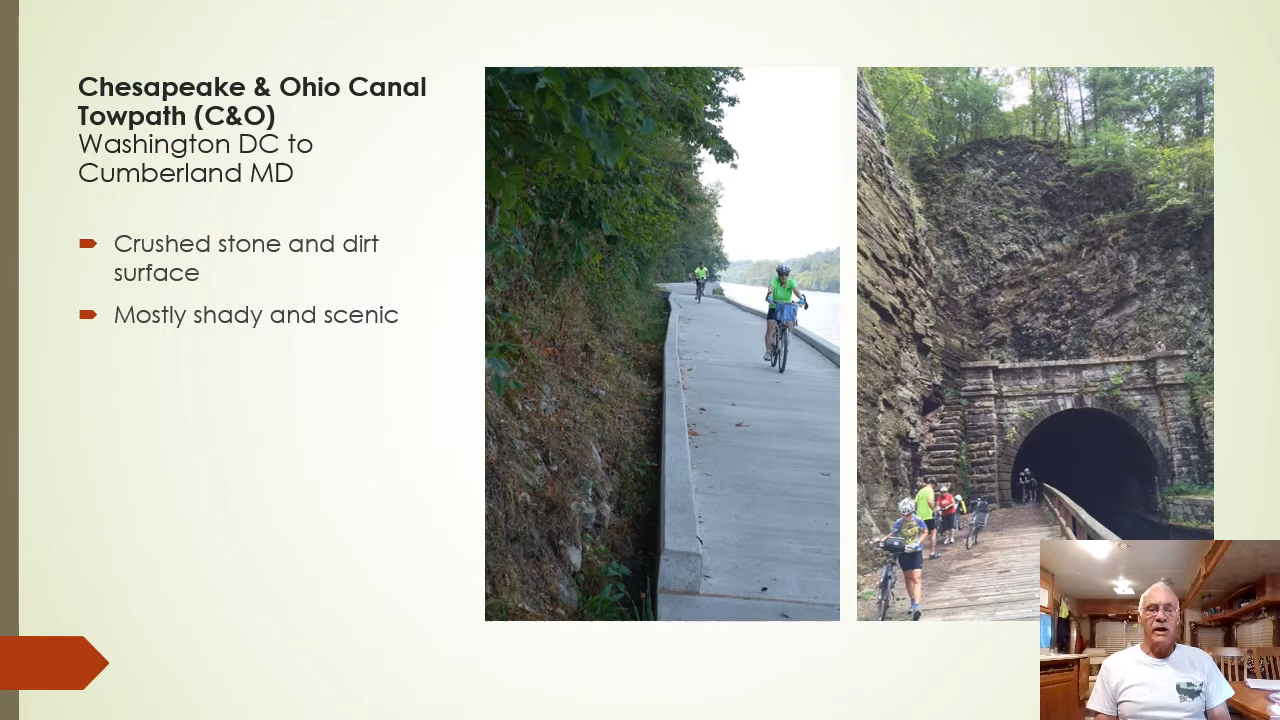 Chesapeake & Ohio Canal
Towpath (C&O)
Washington DC to
Cumberland MD
Crushed stone and dirt
surface
Mostly shady and scenic